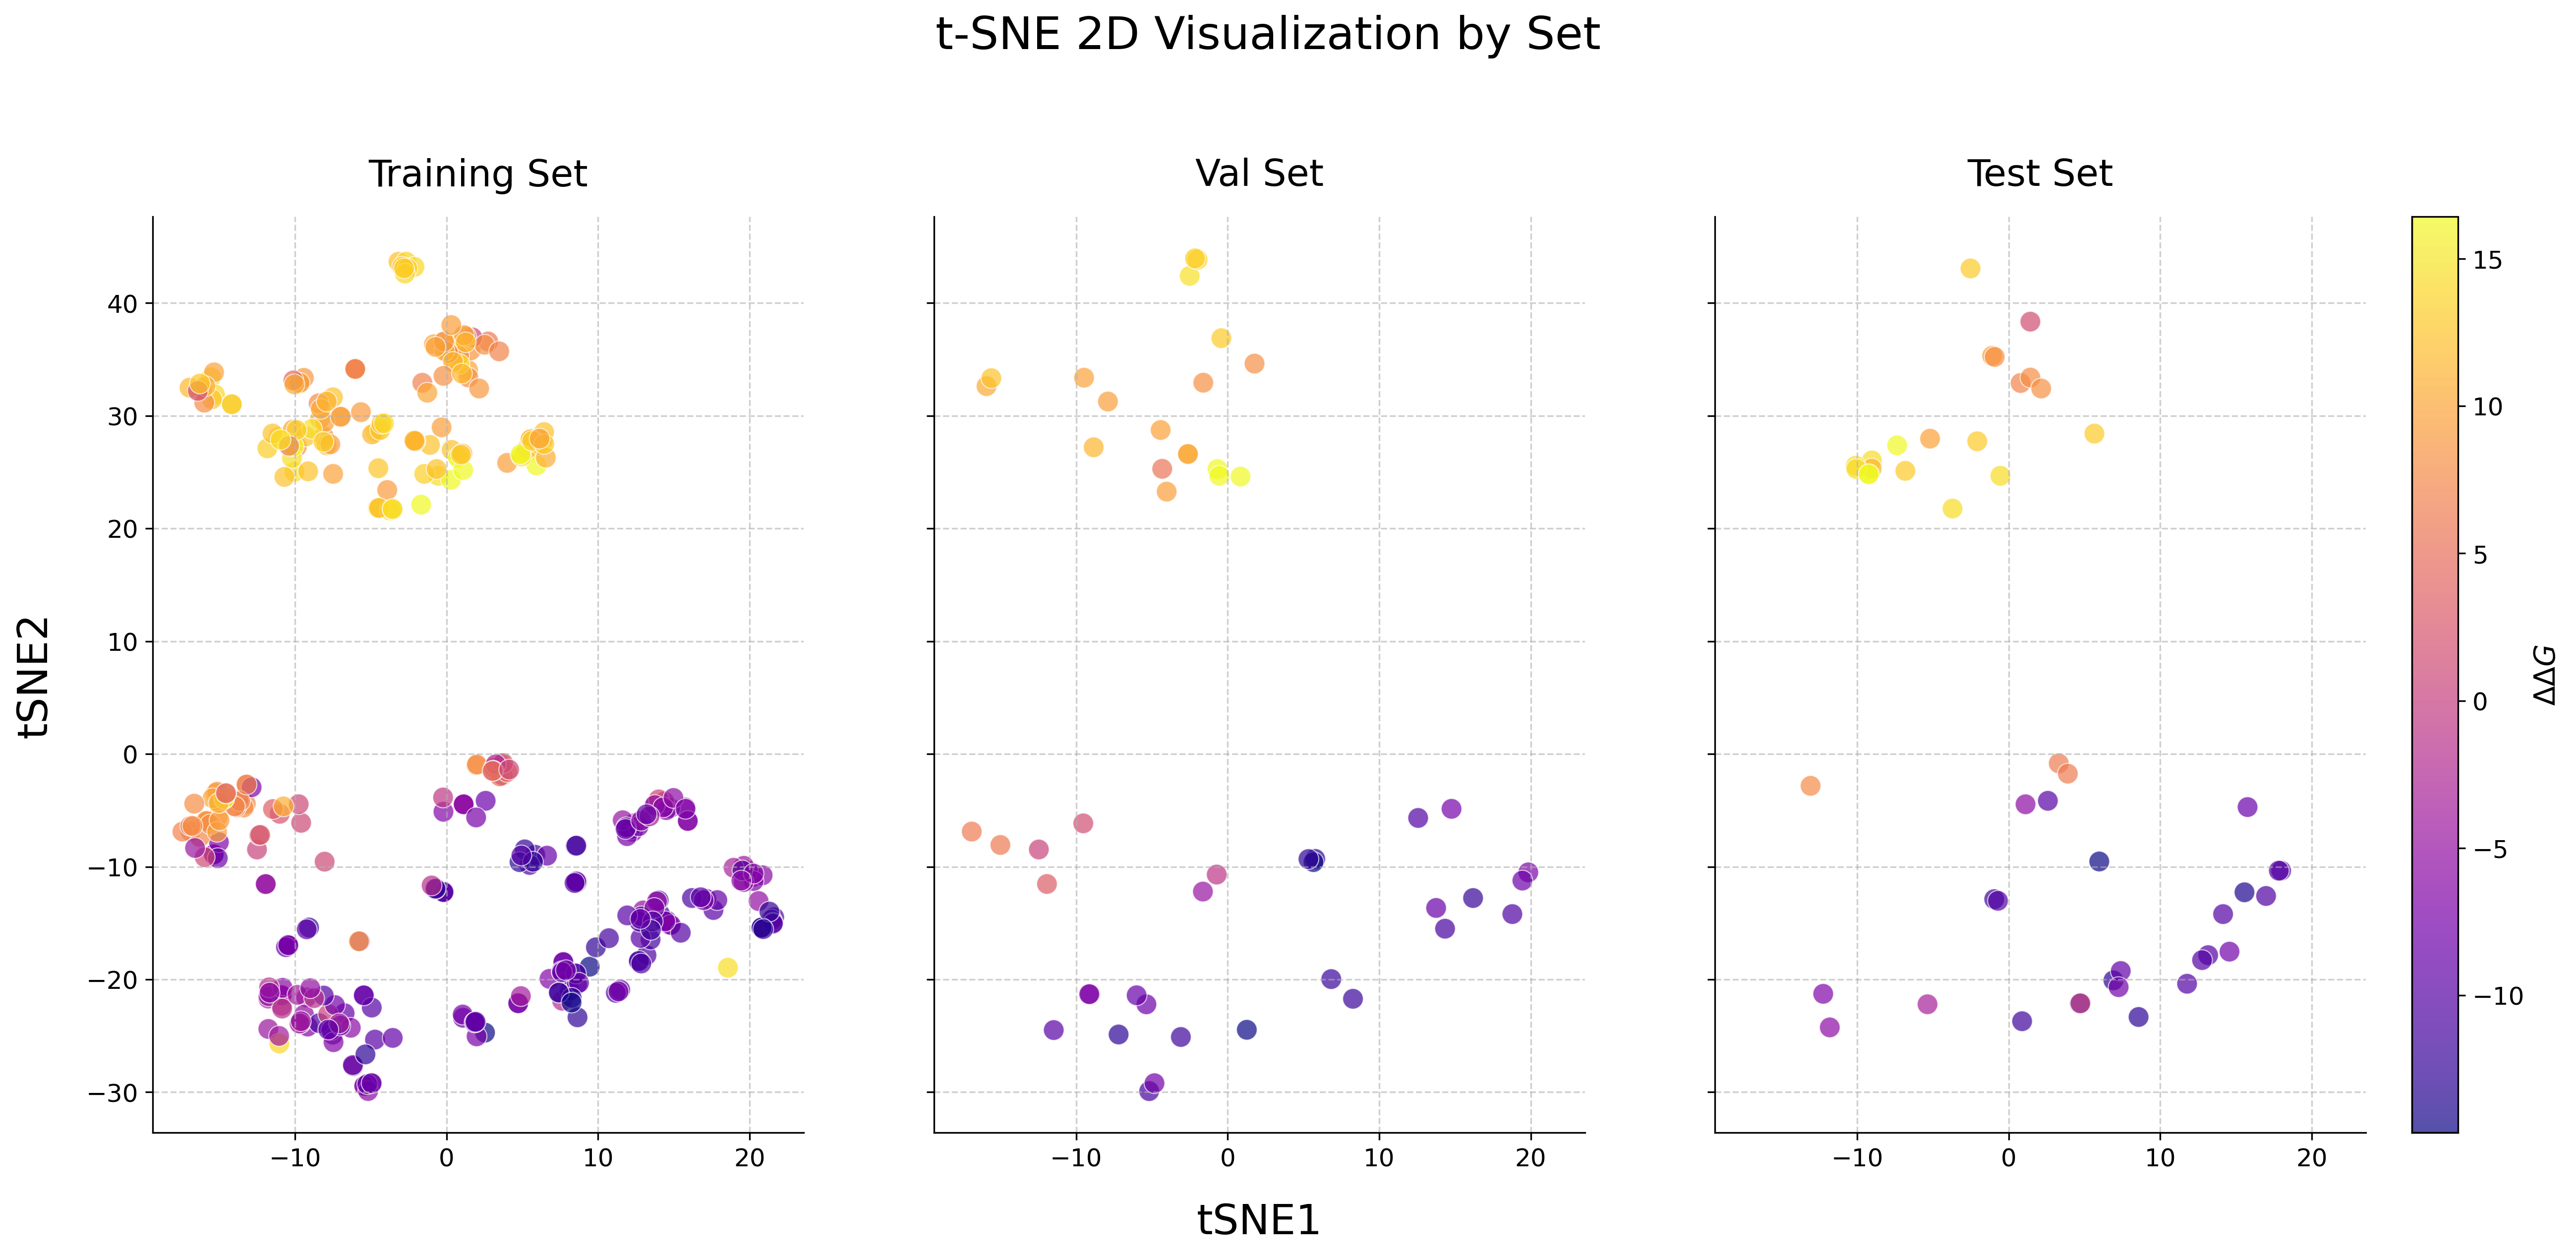 t-SNE 2D Visualization by Set
Training Set
Val Set
Test Set
tSNE2
40
30
20
10
0
−10
−20
−30
−10 0 10 20
−10 0 10 20
−10 0 10 20
tSNE1
15
10
5
0
−5
−10
ΔΔG